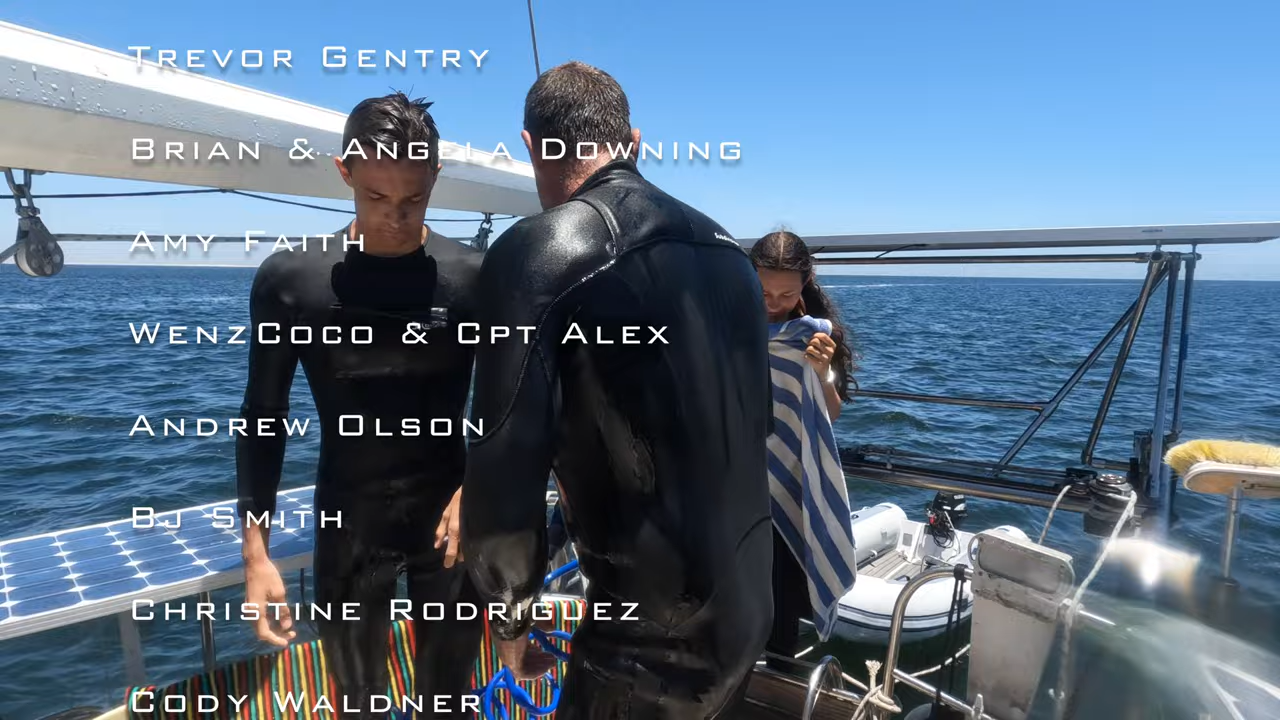 Trevor Gentry
Brian & Angela Downing
Amy Faith
WenzCoco & Cpt Alex
Andrew Olson
Bj Smith
Christine Rodriguez
Cody Waldner